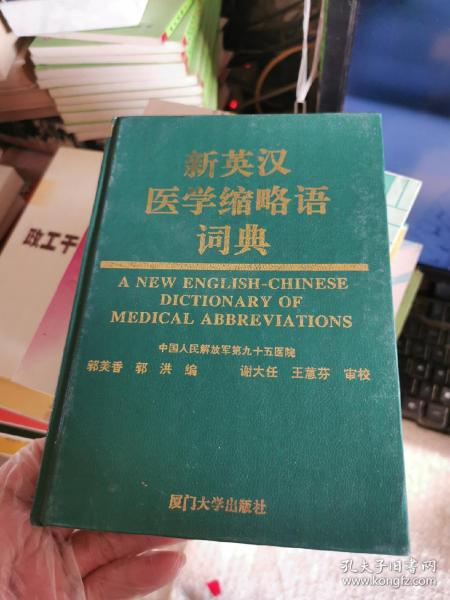 新英汉
医学缩略语
词典
A NEW ENGLISH-CHINESE
DICTIONARY OF
MEDICAL ABBREVIATIONS
中国人民解放军第九十五医院
郭美香 郭 洪 编 谢大任 王蕙芬 审校
厦门大学出版社
政工干
孔夫子旧书网
kongfz.com